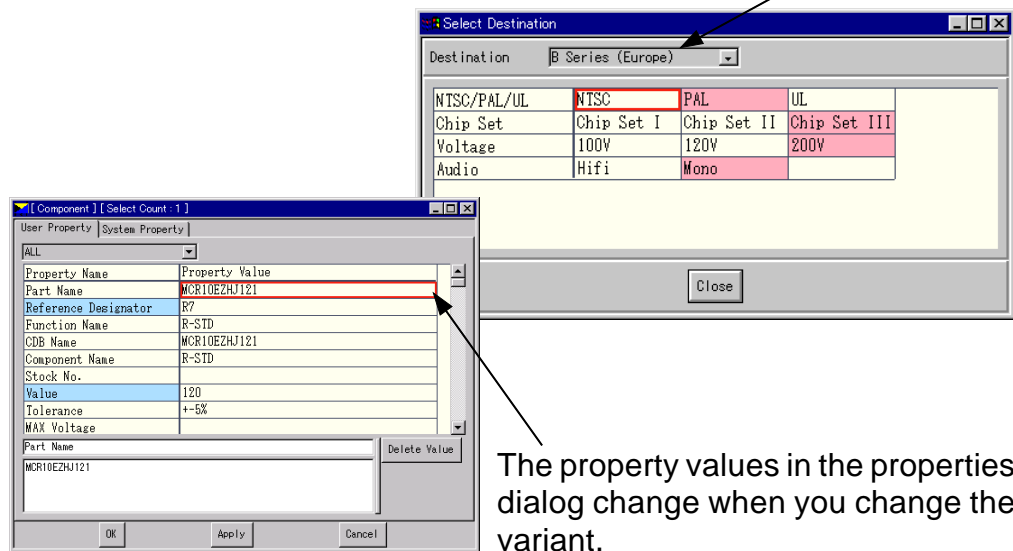 Select Destination
Destination B Series (Europe)
NTSC/PAL/UL NTSC PAL UL
Chip Set Chip Set I Chip Set II Chip Set III
Voltage 100V 120V 200V
Audio Hifi Mono
Close
[ Component ] [ Select Count : 1 ]
User Property System Property
ALL
Property Name Property Value
Part Name MCR10EZHJ121
Reference Designator R7
Function Name R-STD
CDB Name MCR10EZHJ121
Component Name R-STD
Stock No.
Value 120
Tolerance +-5%
MAX Voltage
Part Name
Delete Value
MCR10EZHJ121
OK Apply Cancel
The property values in the properties
dialog change when you change the
variant.